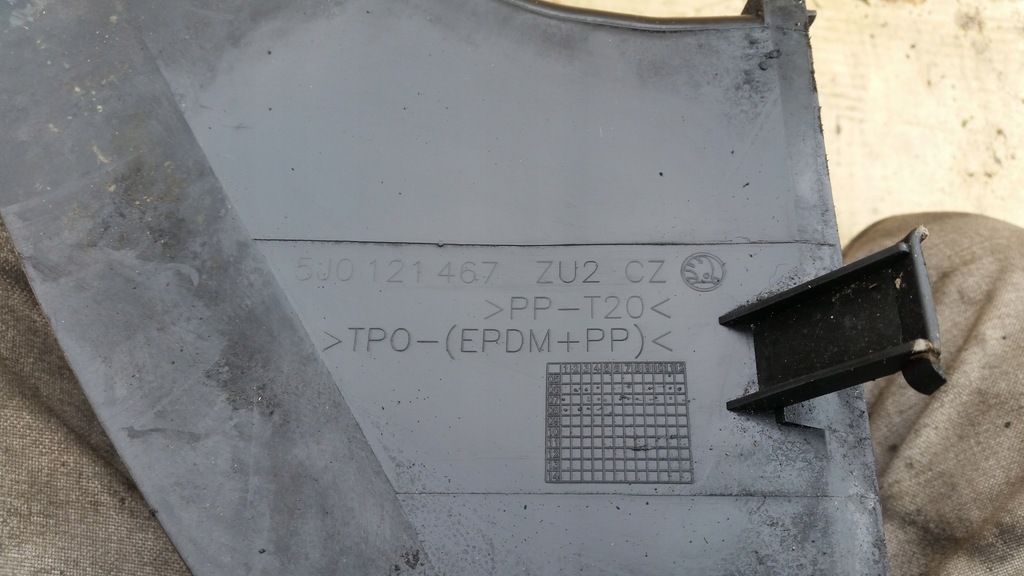 5J0 121 467 ZU2 CZ
>PP-T20<
>TPO-(EPDM+PP)<